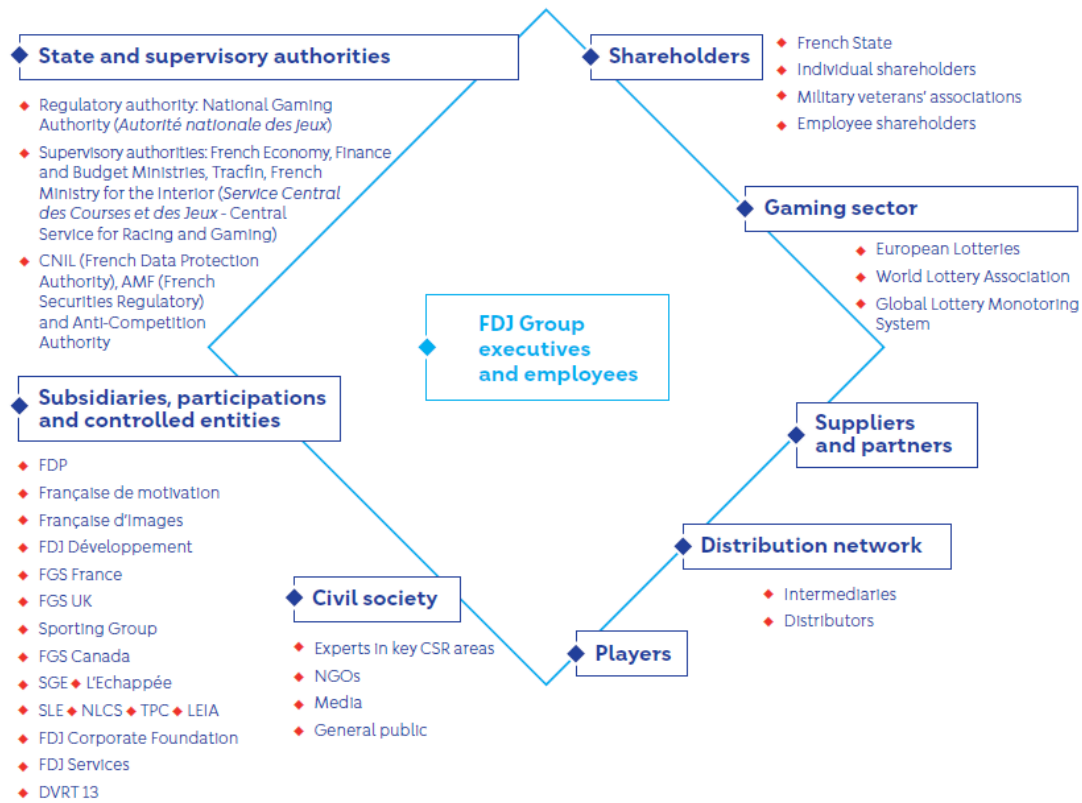 State and supervisory authorities
Regulatory authority: National Gaming
Authority (Autorité nationale des jeux)
Supervisory authorities: French Economy, Finance
and Budget Ministries, Tracfin, French
Ministry for the Interior (Service Central
des Courses et des Jeux - Central
Service for Racing and Gaming)
CNIL (French Data Protection
Authority), AMF (French
Securities Regulatory)
and Anti-Competition
Authority
Shareholders
French State
Individual shareholders
Military veterans' associations
Employee shareholders
Gaming sector
European Lotteries
World Lottery Association
Global Lottery Monotoring
System
FDJ Group
executives
and employees
Subsidiaries, participations
and controlled entities
FDP
Française de motivation
Française d'Images
FDJ Développement
FGS France
FGS UK
Sporting Group
FGS Canada
SGE ◆ L'Echappée
SLE ◆ NLCS ◆ TPC ◆ LEIA
FDJ Corporate Foundation
FDJ Services
DVRT 13
Suppliers
and partners
Distribution network
Intermediaries
Distributors
Civil society
Experts in key CSR areas
NGOs
Media
General public
Players